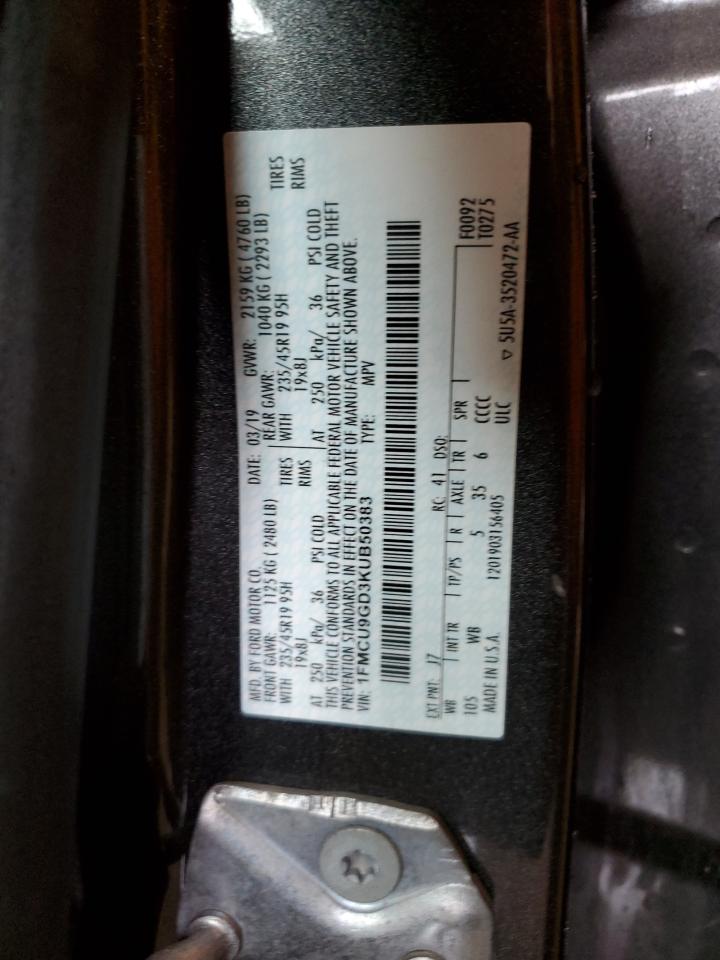 MFD. BY FORD MOTOR CO. DATE: 03/19 GVWR: 2159 KG ( 4760 LB)
FRONT GAWR: 1125 KG ( 2480 LB) REAR GAWR: 1040 KG ( 2293 LB)
WITH 235/45R19 95H TIRES WITH 235/45R19 95H TIRES
19x8J RIMS 19x8J RIMS
AT 250 kPa/ 36 PSI COLD AT 250 kPa/ 36 PSI COLD
THIS VEHICLE CONFORMS TO ALL APPLICABLE FEDERAL MOTOR VEHICLE SAFETY AND THEFT
PREVENTION STANDARDS IN EFFECT ON THE DATE OF MANUFACTURE SHOWN ABOVE.
VIN: 1FMCU9GD3KUB50383 TYPE: MPV
EXT PNT: J7 RC: 41 DSO:
WB INT TR TP/PS R AXLE TR SPR F0092
105 WB 5 35 6 CCCC T0275
MADE IN U.S.A. 1201903156405 ULC ▽ 5U5A-3520472-AA